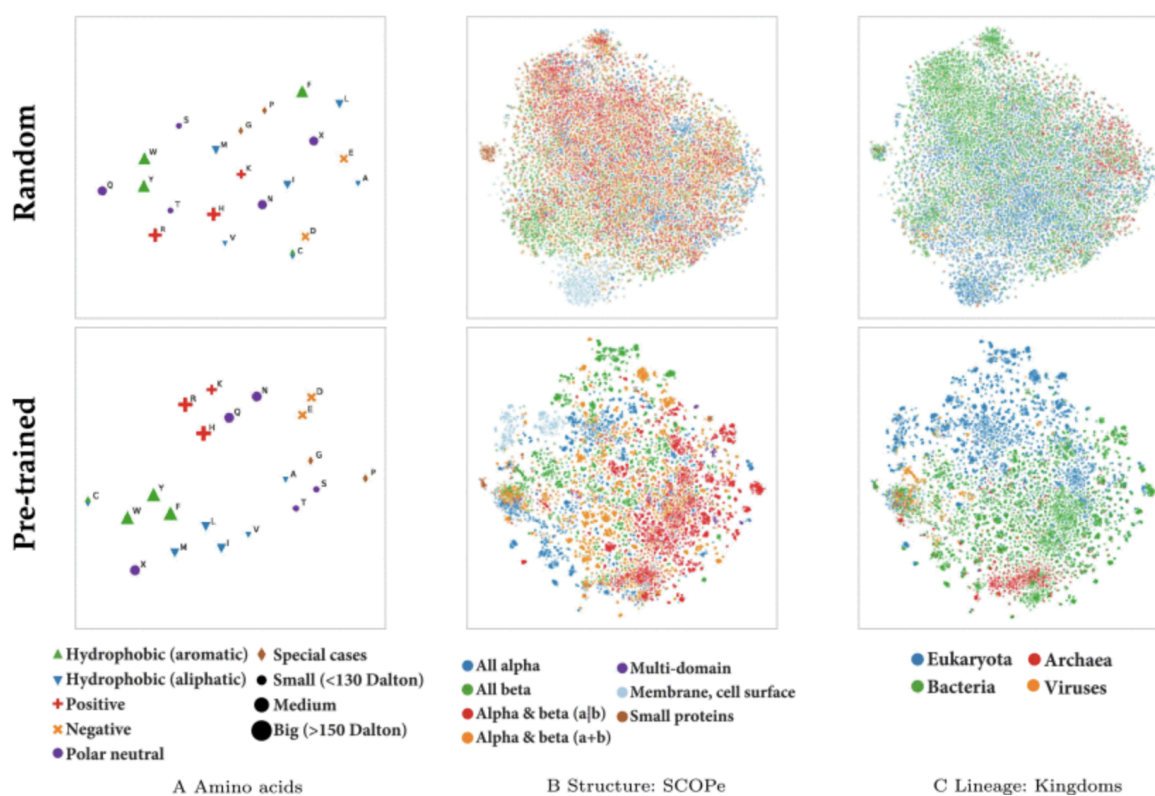 Random
F
L
P
S
G
X
M
W
E
K
Y
I
A
Q
N
T
H
R
V
D
C
Pre-trained
K
N
D
R
Q
E
H
G
A
P
S
Y
C
T
F
W
L
V
I
M
X
Hydrophobic (aromatic)
Hydrophobic (aliphatic)
Positive
Negative
Polar neutral
Special cases
Small (<130 Dalton)
Medium
Big (>150 Dalton)
All alpha
All beta
Alpha & beta (a|b)
Alpha & beta (a+b)
Multi-domain
Membrane, cell surface
Small proteins
Eukaryota
Bacteria
Archaea
Viruses
A Amino acids
B Structure: SCOPe
C Lineage: Kingdoms